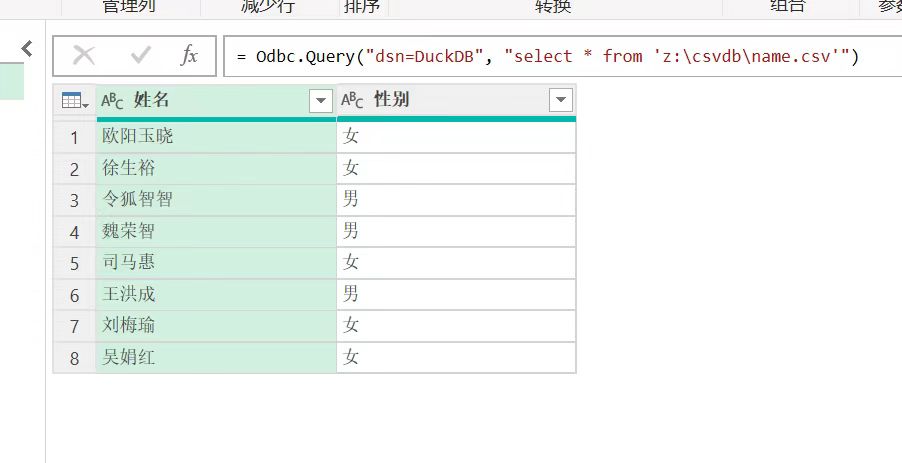 管理列 减少行 排序 转换 组合
fx = Odbc.Query("dsn=DuckDB", "select * from 'z:\csvdb\name.csv'")
ABC 姓名 ABC 性别
1 欧阳玉晓 女
2 徐生裕 女
3 令狐智智 男
4 魏荣智 男
5 司马惠 女
6 王洪成 男
7 刘梅瑜 女
8 吴娟红 女